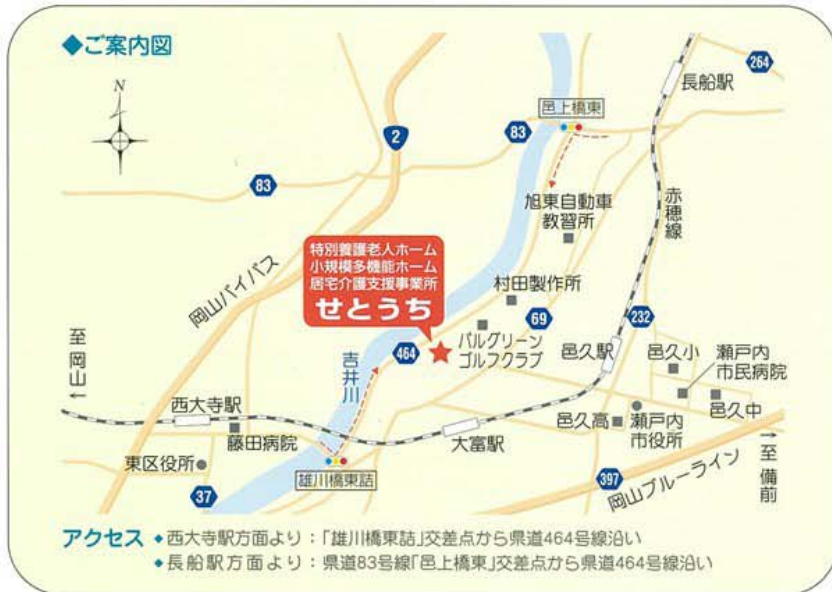 ◆ご案内図
N
2
83
83
264
長船駅
邑上橋東
旭東自動車
教習所
赤穂線
特別養護老人ホーム
小規模多機能ホーム
居宅介護支援事業所
せとうち
岡山バイパス
村田製作所
69
232
パルグリーン
ゴルフクラブ
464
吉井川
至岡山→
邑久駅
邑久小
瀬戸内
市民病院
西大寺駅
藤田病院
大富駅
邑久高
瀬戸内
市役所
邑久中
東区役所
雄川橋東詰
37
397
岡山ブルーライン
→至備前
アクセス ◆西大寺駅方面より：「雄川橋東詰」交差点から県道464号線沿い
◆長船駅方面より：県道83号線「邑上橋東」交差点から県道464号線沿い